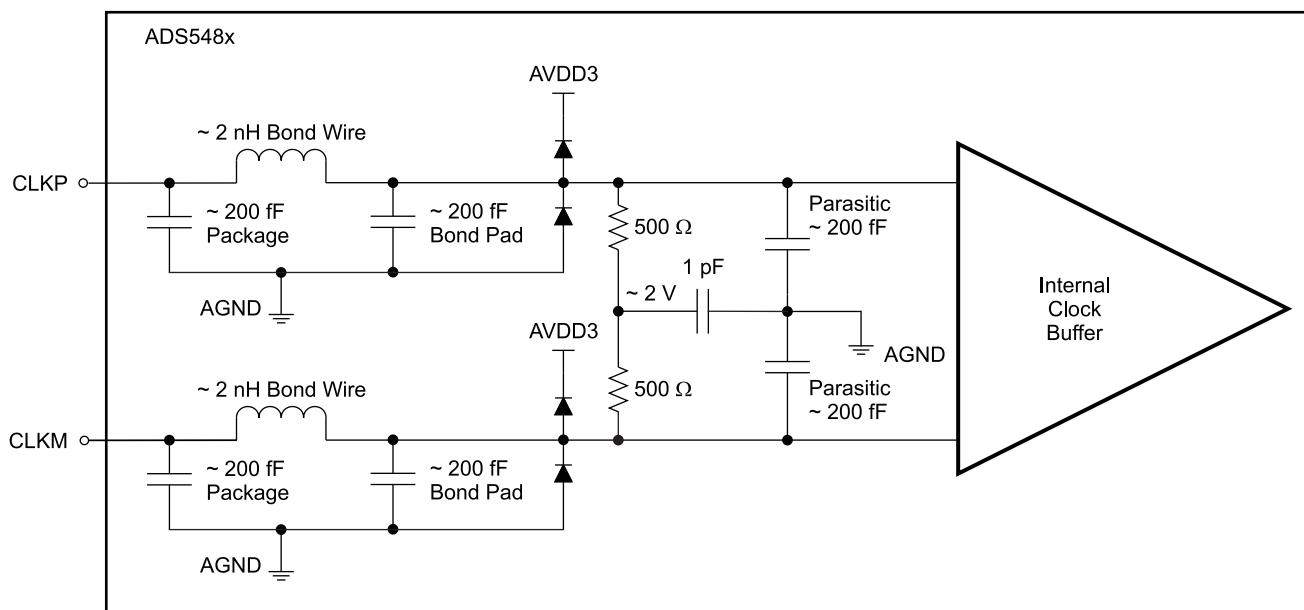 ADS548x
AVDD3
~ 2 nH Bond Wire
CLKP
~ 200 fF
Package
~ 200 fF
Bond Pad
500 Ω
Parasitic
~ 200 fF
1 pF
~ 2 V
AGND
Internal
Clock
Buffer
AGND
AVDD3
~ 2 nH Bond Wire
500 Ω
Parasitic
~ 200 fF
CLKM
~ 200 fF
Package
~ 200 fF
Bond Pad
AGND